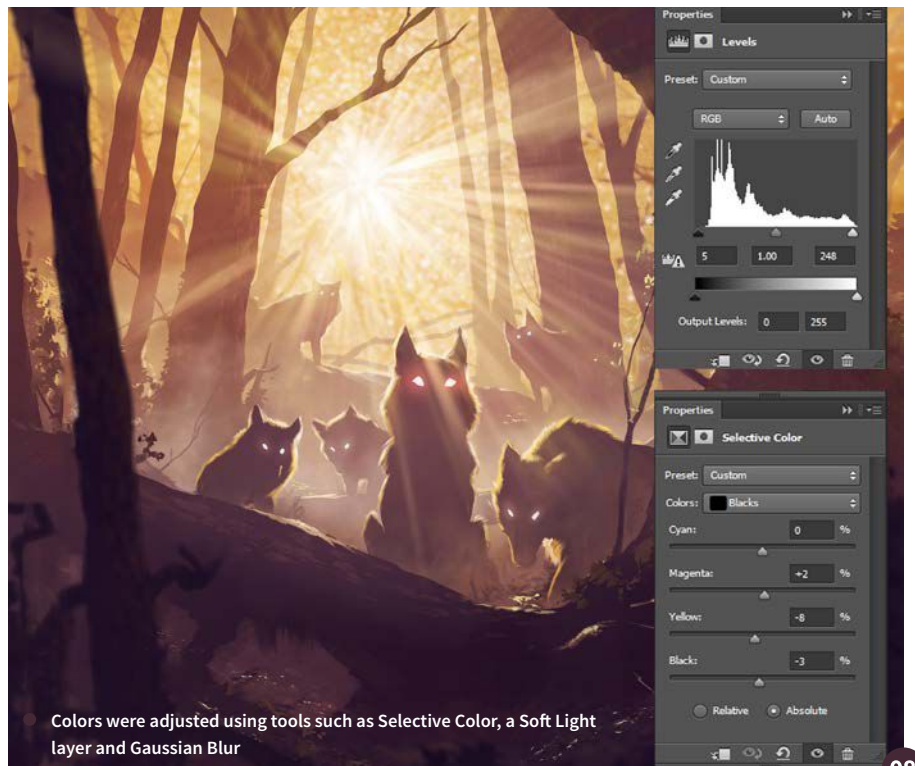 Properties
Levels
Preset: Custom
RGB Auto
5 1.00 248
Output Levels: 0 255
Properties
Selective Color
Preset: Custom
Colors: Blacks
Cyan: 0 %
Magenta: +2 %
Yellow: -8 %
Black: -3 %
Relative Absolute
Colors were adjusted using tools such as Selective Color, a Soft Light
layer and Gaussian Blur